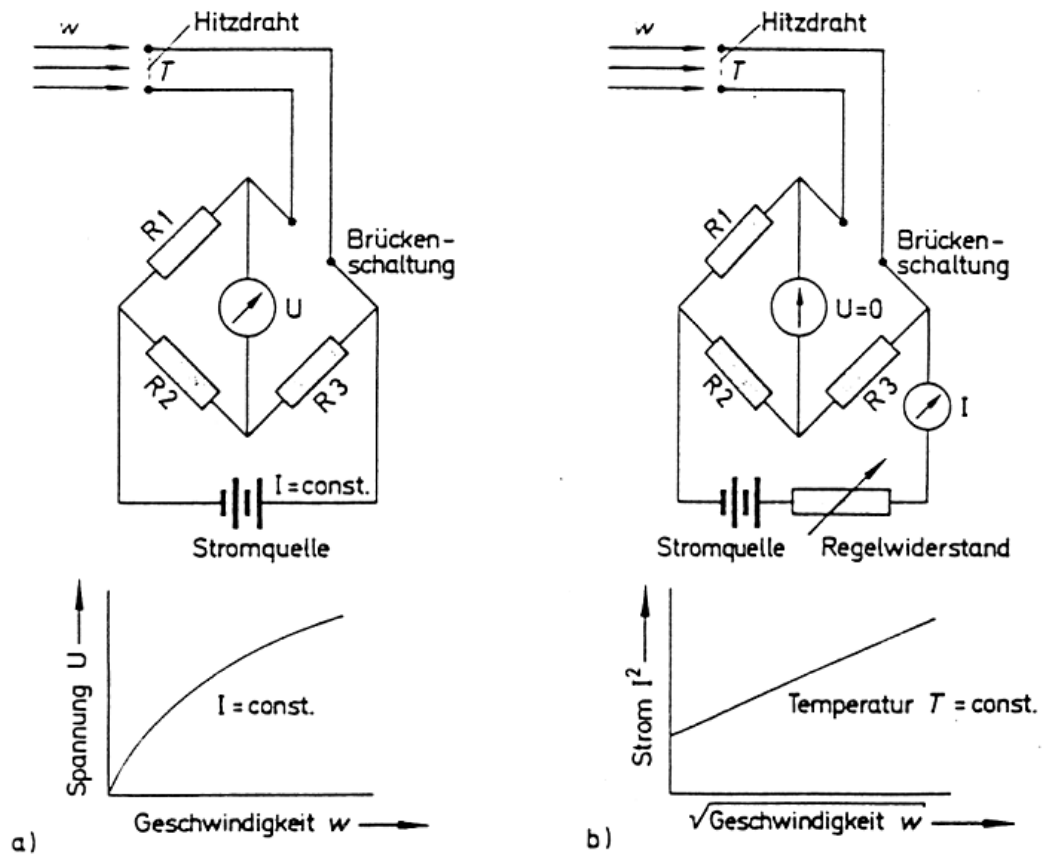 w
Hitzdraht
T
R1
Brücken-
schaltung
U
R2
R3
I = const.
Stromquelle
Spannung U
I = const.
Geschwindigkeit w
a)
w
Hitzdraht
T
R1
Brücken-
schaltung
U=0
R2
R3
I
Stromquelle
Regelwiderstand
Strom I²
Temperatur T = const.
√Geschwindigkeit w
b)